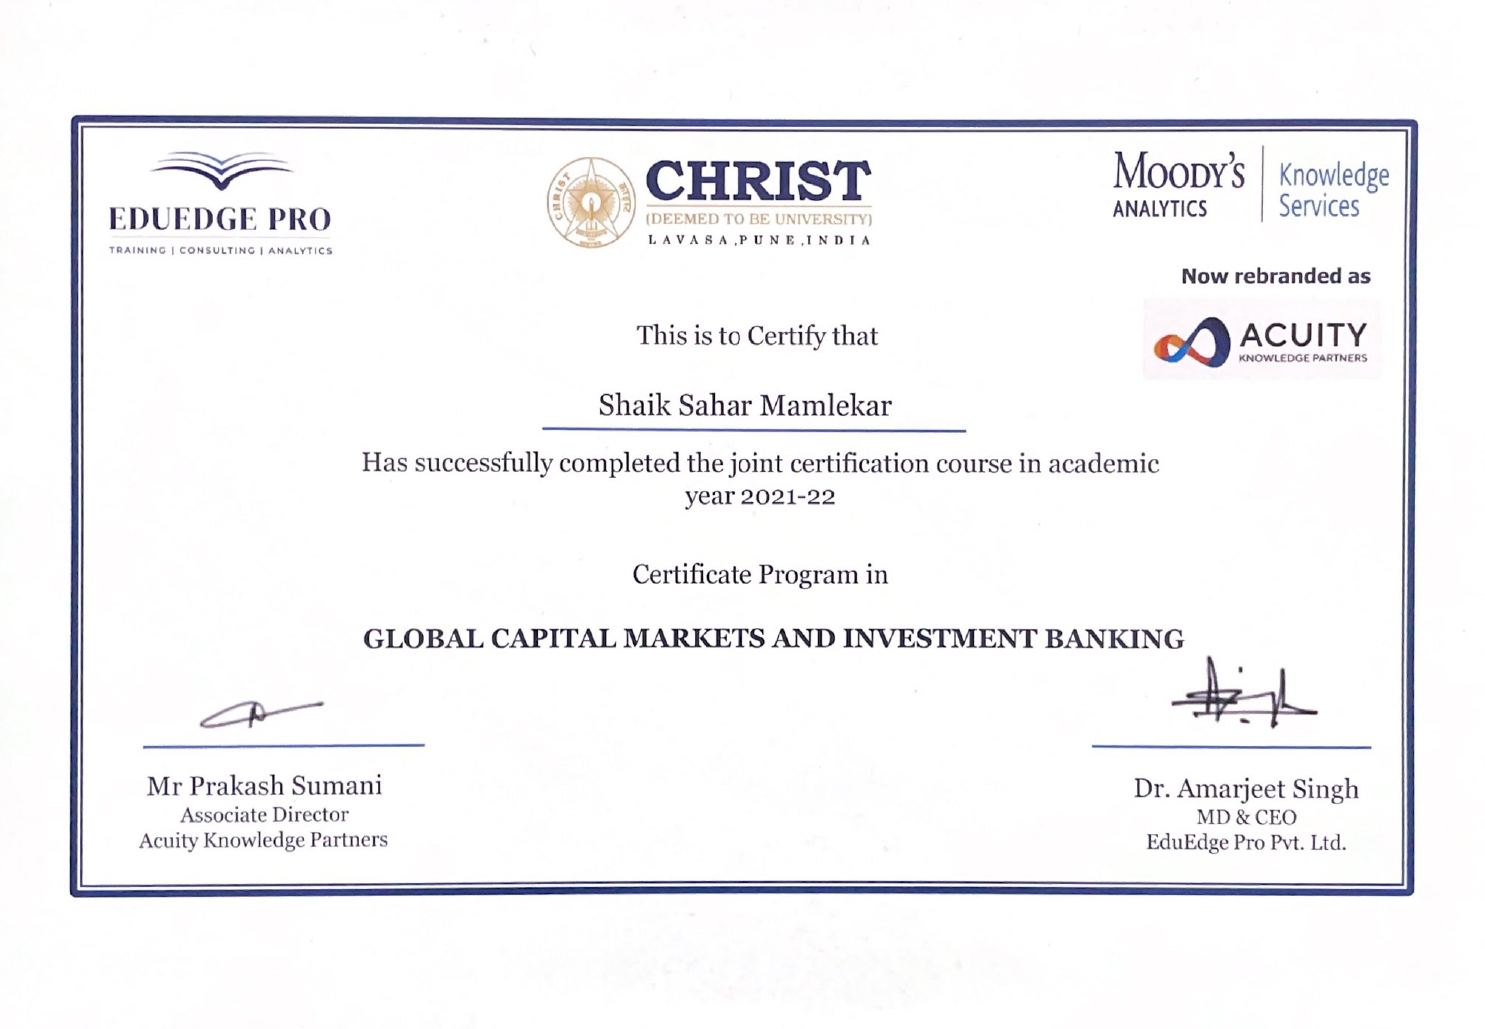 EDUEDGE PRO
TRAINING | CONSULTING | ANALYTICS
CHRIST
CHRIST
(DEEMED TO BE UNIVERSITY)
LAVASA,PUNE,INDIA
MOODY'S
ANALYTICS
Knowledge
Services
Now rebranded as
ACUITY
KNOWLEDGE PARTNERS
This is to Certify that
Shaik Sahar Mamlekar
Has successfully completed the joint certification course in academic
year 2021-22
Certificate Program in
GLOBAL CAPITAL MARKETS AND INVESTMENT BANKING
Mr Prakash Sumani
Associate Director
Acuity Knowledge Partners
Dr. Amarjeet Singh
MD & CEO
EduEdge Pro Pvt. Ltd.